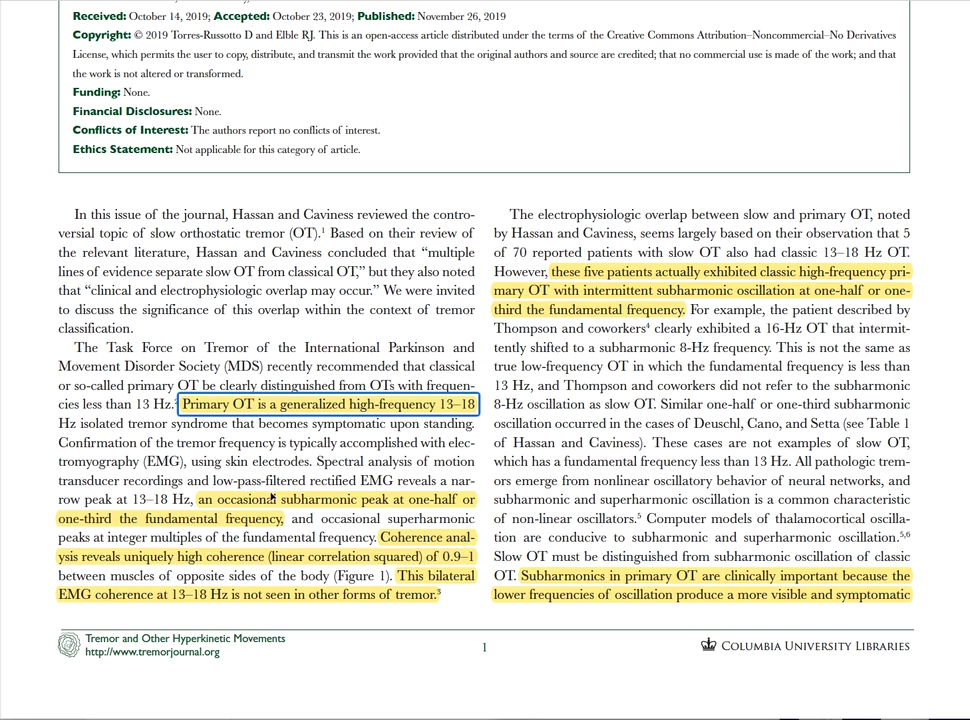 Received: October 14, 2019; Accepted: October 23, 2019; Published: November 26, 2019
Copyright: © 2019 Torres-Russotto D and Elble RJ. This is an open-access article distributed under the terms of the Creative Commons Attribution–Noncommercial–No Derivatives
License, which permits the user to copy, distribute, and transmit the work provided that the original authors and source are credited; that no commercial use is made of the work; and that
the work is not altered or transformed.
Funding: None.
Financial Disclosures: None.
Conflicts of Interest: The authors report no conflicts of interest.
Ethics Statement: Not applicable for this category of article.
In this issue of the journal, Hassan and Caviness reviewed the contro-
versial topic of slow orthostatic tremor (OT).1 Based on their review of
the relevant literature, Hassan and Caviness concluded that “multiple
lines of evidence separate slow OT from classical OT,” but they also noted
that “clinical and electrophysiologic overlap may occur.” We were invited
to discuss the significance of this overlap within the context of tremor
classification.
The Task Force on Tremor of the International Parkinson and
Movement Disorder Society (MDS) recently recommended that classical
or so-called primary OT be clearly distinguished from OTs with frequen-
cies less than 13 Hz. Primary OT is a generalized high-frequency 13–18
Hz isolated tremor syndrome that becomes symptomatic upon standing.
Confirmation of the tremor frequency is typically accomplished with elec-
tromyography (EMG), using skin electrodes. Spectral analysis of motion
transducer recordings and low-pass-filtered rectified EMG reveals a nar-
row peak at 13–18 Hz, an occasional subharmonic peak at one-half or
one-third the fundamental frequency, and occasional superharmonic
peaks at integer multiples of the fundamental frequency. Coherence anal-
ysis reveals uniquely high coherence (linear correlation squared) of 0.9–1
between muscles of opposite sides of the body (Figure 1). This bilateral
EMG coherence at 13–18 Hz is not seen in other forms of tremor.3
The electrophysiologic overlap between slow and primary OT, noted
by Hassan and Caviness, seems largely based on their observation that 5
of 70 reported patients with slow OT also had classic 13–18 Hz OT.
However, these five patients actually exhibited classic high-frequency pri-
mary OT with intermittent subharmonic oscillation at one-half or one-
third the fundamental frequency. For example, the patient described by
Thompson and coworkers4 clearly exhibited a 16-Hz OT that intermit-
tently shifted to a subharmonic 8-Hz frequency. This is not the same as
true low-frequency OT in which the fundamental frequency is less than
13 Hz, and Thompson and coworkers did not refer to the subharmonic
8-Hz oscillation as slow OT. Similar one-half or one-third subharmonic
oscillation occurred in the cases of Deuschl, Cano, and Setta (see Table 1
of Hassan and Caviness). These cases are not examples of slow OT,
which has a fundamental frequency less than 13 Hz. All pathologic trem-
ors emerge from nonlinear oscillatory behavior of neural networks, and
subharmonic and superharmonic oscillation is a common characteristic
of non-linear oscillators.5 Computer models of thalamocortical oscilla-
tion are conducive to subharmonic and superharmonic oscillation.5,6
Slow OT must be distinguished from subharmonic oscillation of classic
OT. Subharmonics in primary OT are clinically important because the
lower frequencies of oscillation produce a more visible and symptomatic
Tremor and Other Hyperkinetic Movements
http://www.tremorjournal.org
1
COLUMBIA UNIVERSITY LIBRARIES